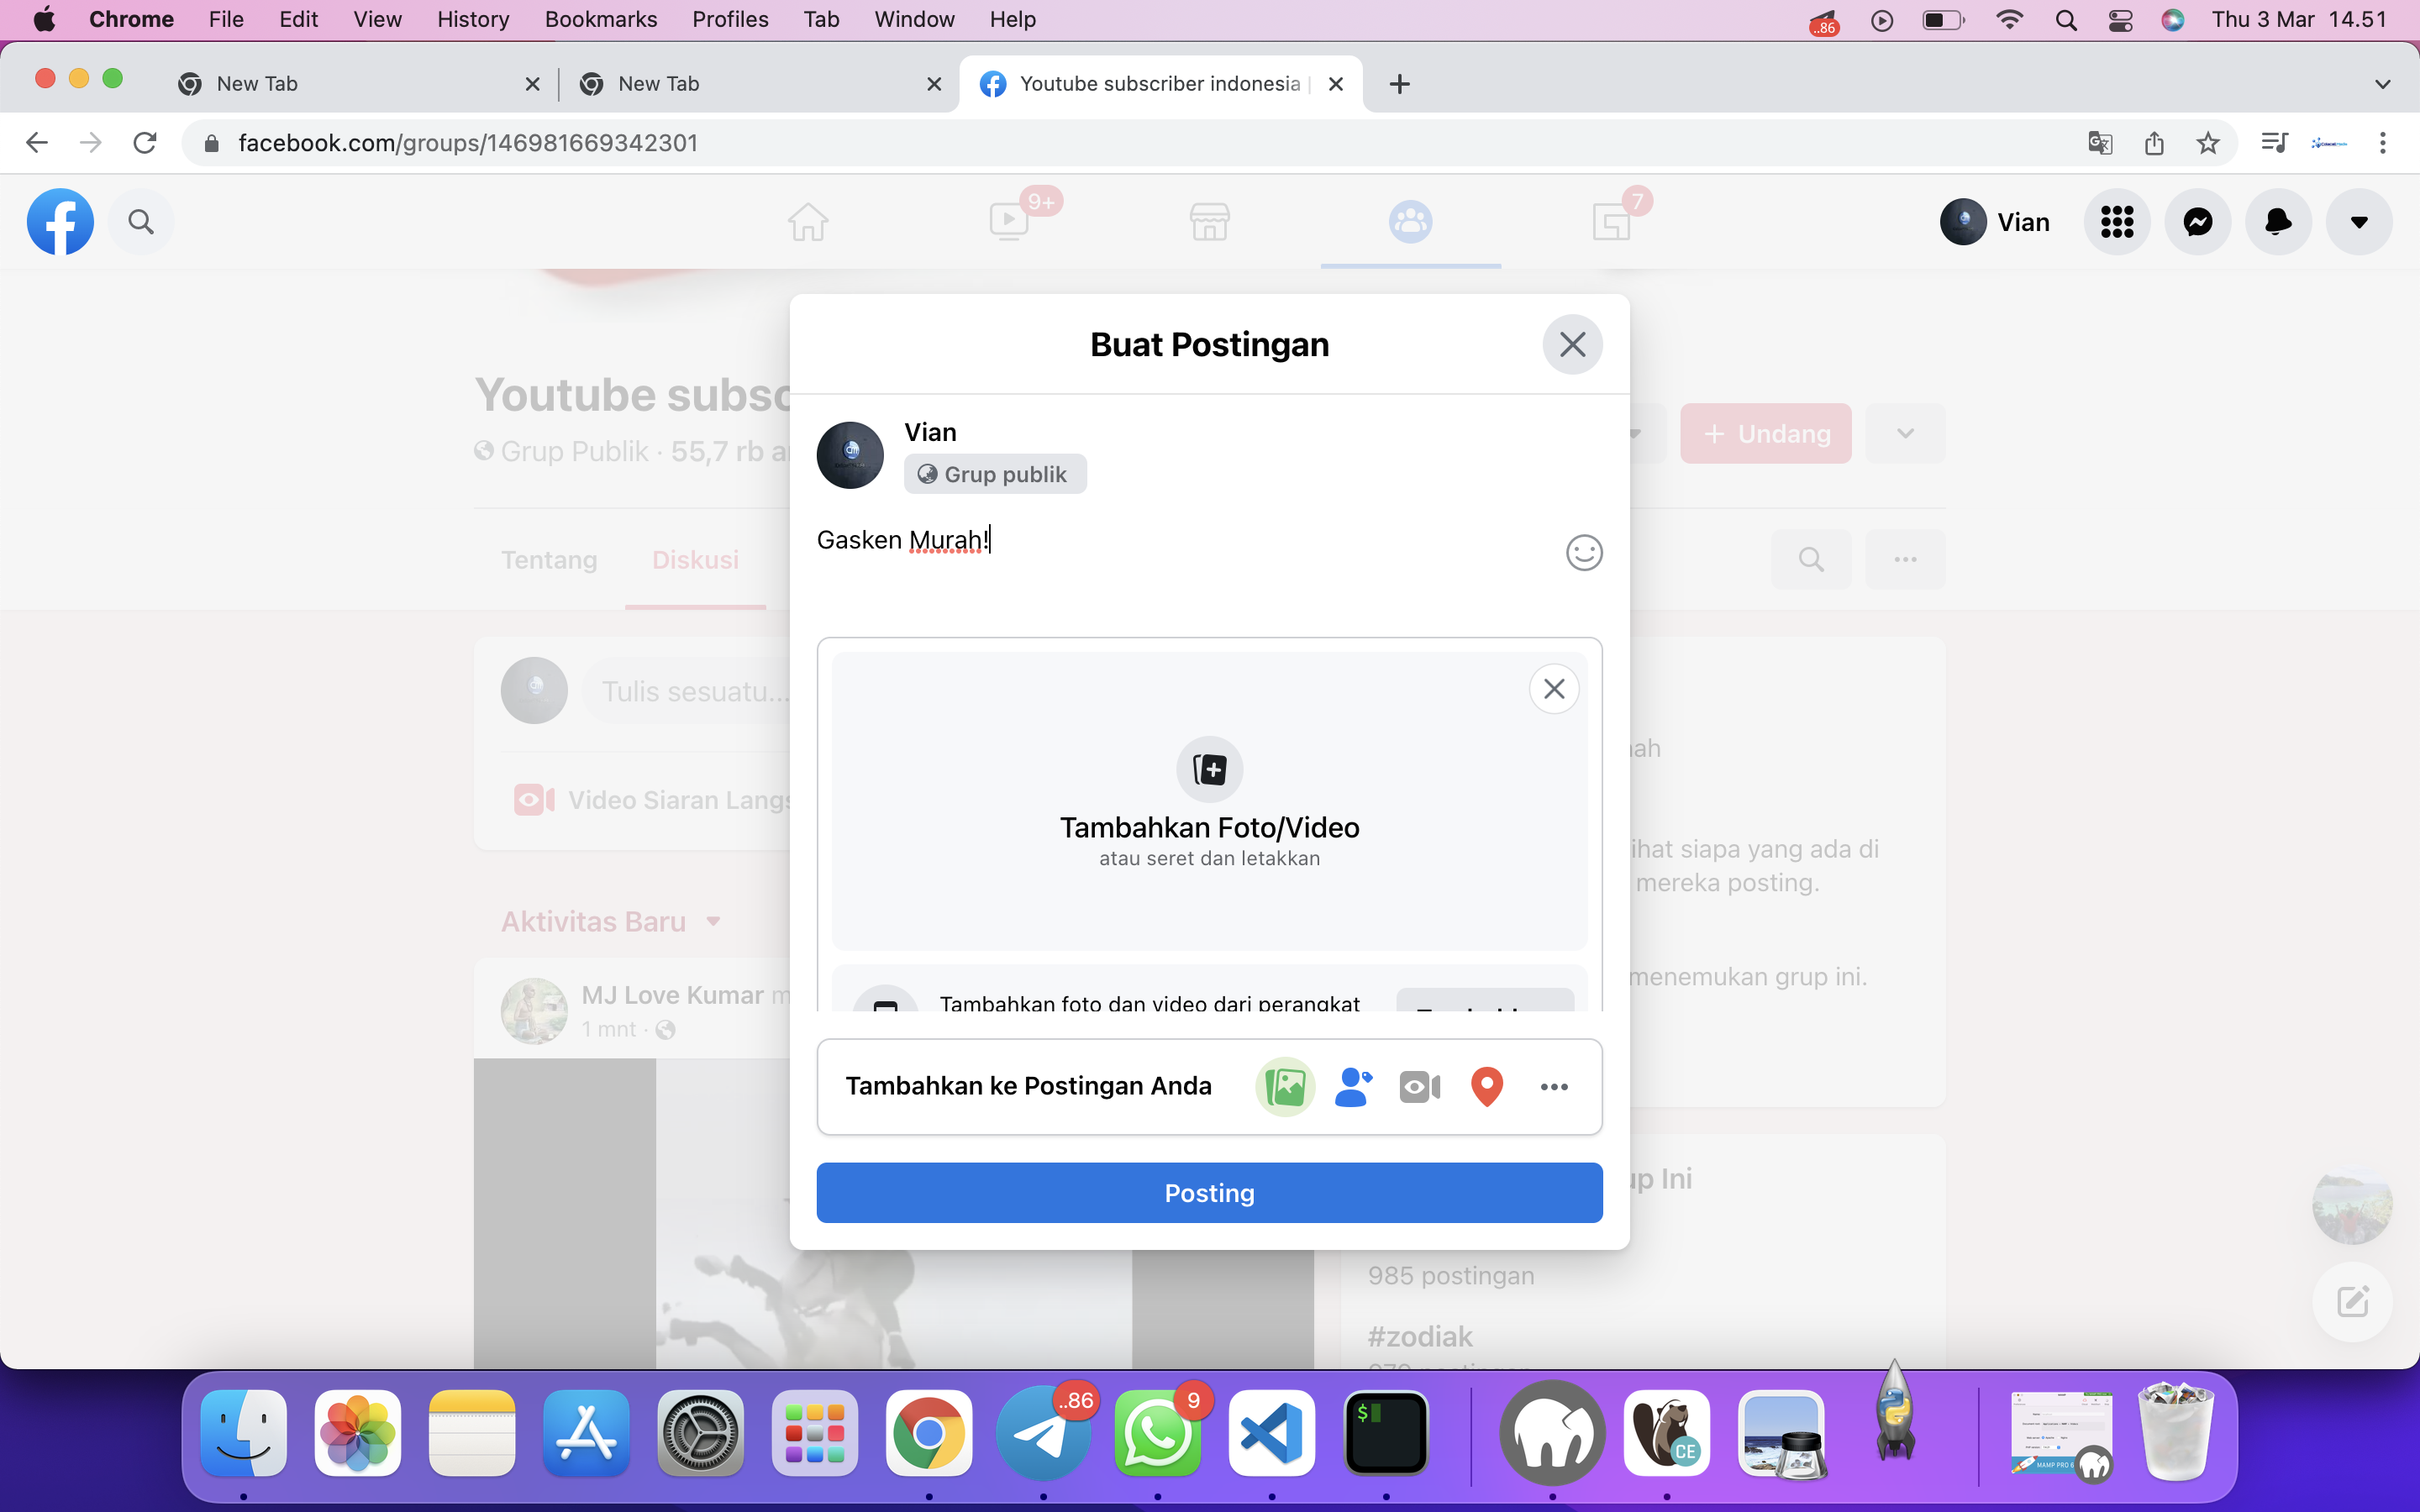 Chrome File Edit View History Bookmarks Profiles Tab Window Help
..86
Thu 3 Mar 14.51
New Tab
New Tab
Youtube subscriber indonesia |
facebook.com/groups/146981669342301
9+
7
Vian
Buat Postingan
Youtube subsc
Grup Publik · 55,7 rb
Undang
Vian
Grup publik
Gasken Murah!
Tentang Diskusi
Tulis sesuatu...
Tambahkan Foto/Video
atau seret dan letakkan
Video Siaran Langs
ihat siapa yang ada di
mereka posting.
Aktivitas Baru
menemukan grup ini.
MJ Love Kumar
1 mnt ·
Tambahkan foto dan video dari perangkat
Tambahkan ke Postingan Anda
Posting
up Ini
985 postingan
#zodiak
..86
9
$
CE
MAMP PRO 6